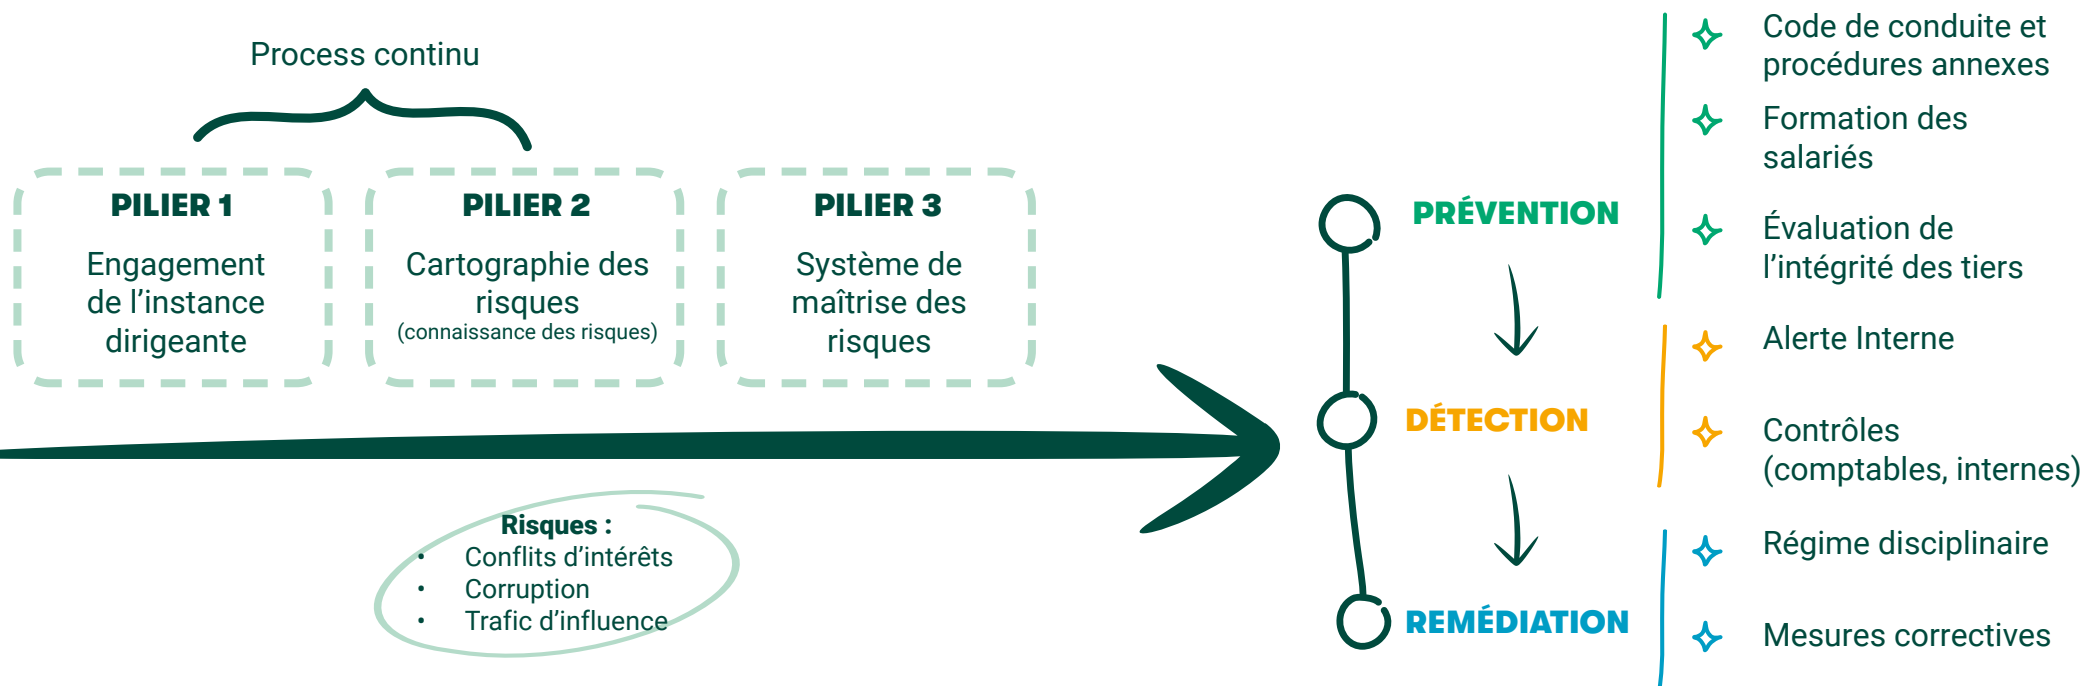 Process continu
PILIER 1
Engagement
de l’instance
dirigeante
PILIER 2
Cartographie des
risques
(connaissance des risques)
PILIER 3
Système de
maîtrise des
risques
Risques :
• Conflits d’intérêts
• Corruption
• Trafic d’influence
PRÉVENTION
Code de conduite et
procédures annexes
Formation des
salariés
Évaluation de
l’intégrité des tiers
DÉTECTION
Alerte Interne
Contrôles
(comptables, internes)
REMÉDIATION
Régime disciplinaire
Mesures correctives